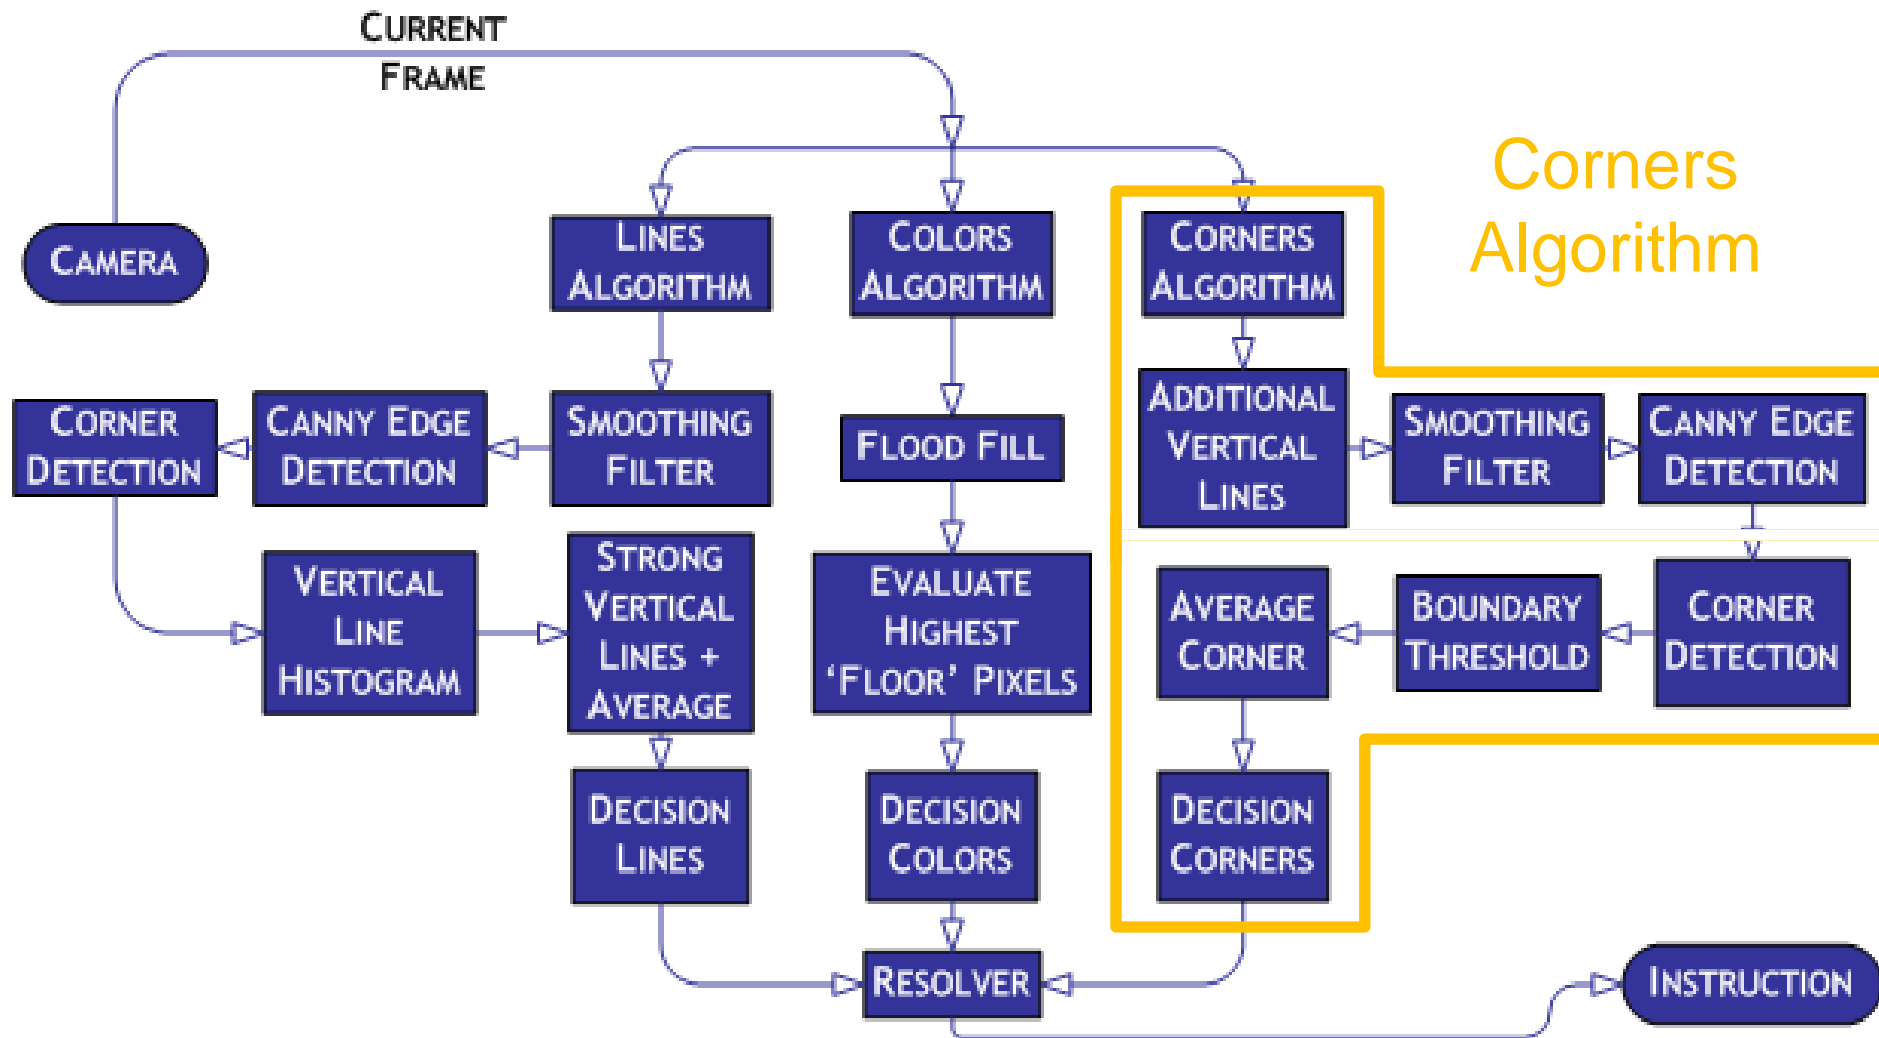 CURRENT
FRAME
Corners
Algorithm
CAMERA
LINES
ALGORITHM
COLORS
ALGORITHM
CORNERS
ALGORITHM
CORNER
DETECTION
CANNY EDGE
DETECTION
SMOOTHING
FILTER
FLOOD FILL
ADDITIONAL
VERTICAL
LINES
SMOOTHING
FILTER
CANNY EDGE
DETECTION
VERTICAL
LINE
HISTOGRAM
STRONG
VERTICAL
LINES +
AVERAGE
EVALUATE
HIGHEST
‘FLOOR’ PIXELS
AVERAGE
CORNER
BOUNDARY
THRESHOLD
CORNER
DETECTION
DECISION
LINES
DECISION
COLORS
DECISION
CORNERS
RESOLVER
INSTRUCTION